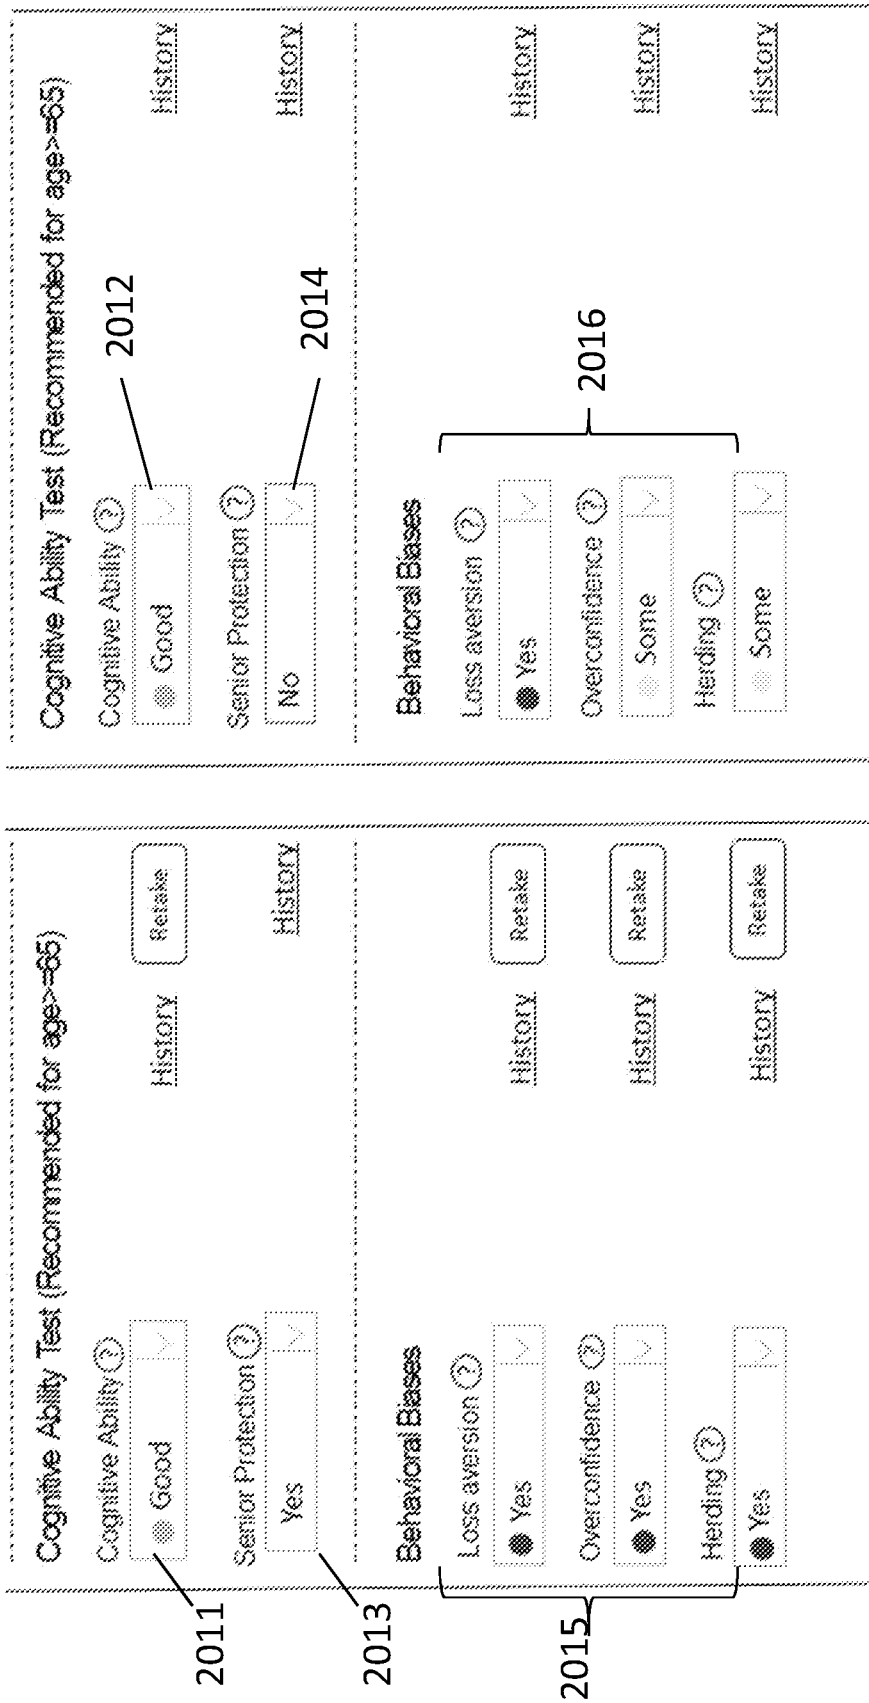 Cognitive Ability Test (Recommended for age>=65)
Cognitive Ability ?
2011
Good
History
Retake
Senior Protection ?
2013
Yes
History
Behavioral Biases
2015
Loss aversion ?
Yes
History
Retake
Overconfidence ?
Yes
History
Retake
Herding ?
Yes
History
Retake
Cognitive Ability Test (Recommended for age>=65)
Cognitive Ability ?
2012
Good
History
Senior Protection ?
2014
No
History
Behavioral Biases
2016
Loss aversion ?
Yes
History
Overconfidence ?
Some
History
Herding ?
Some
History